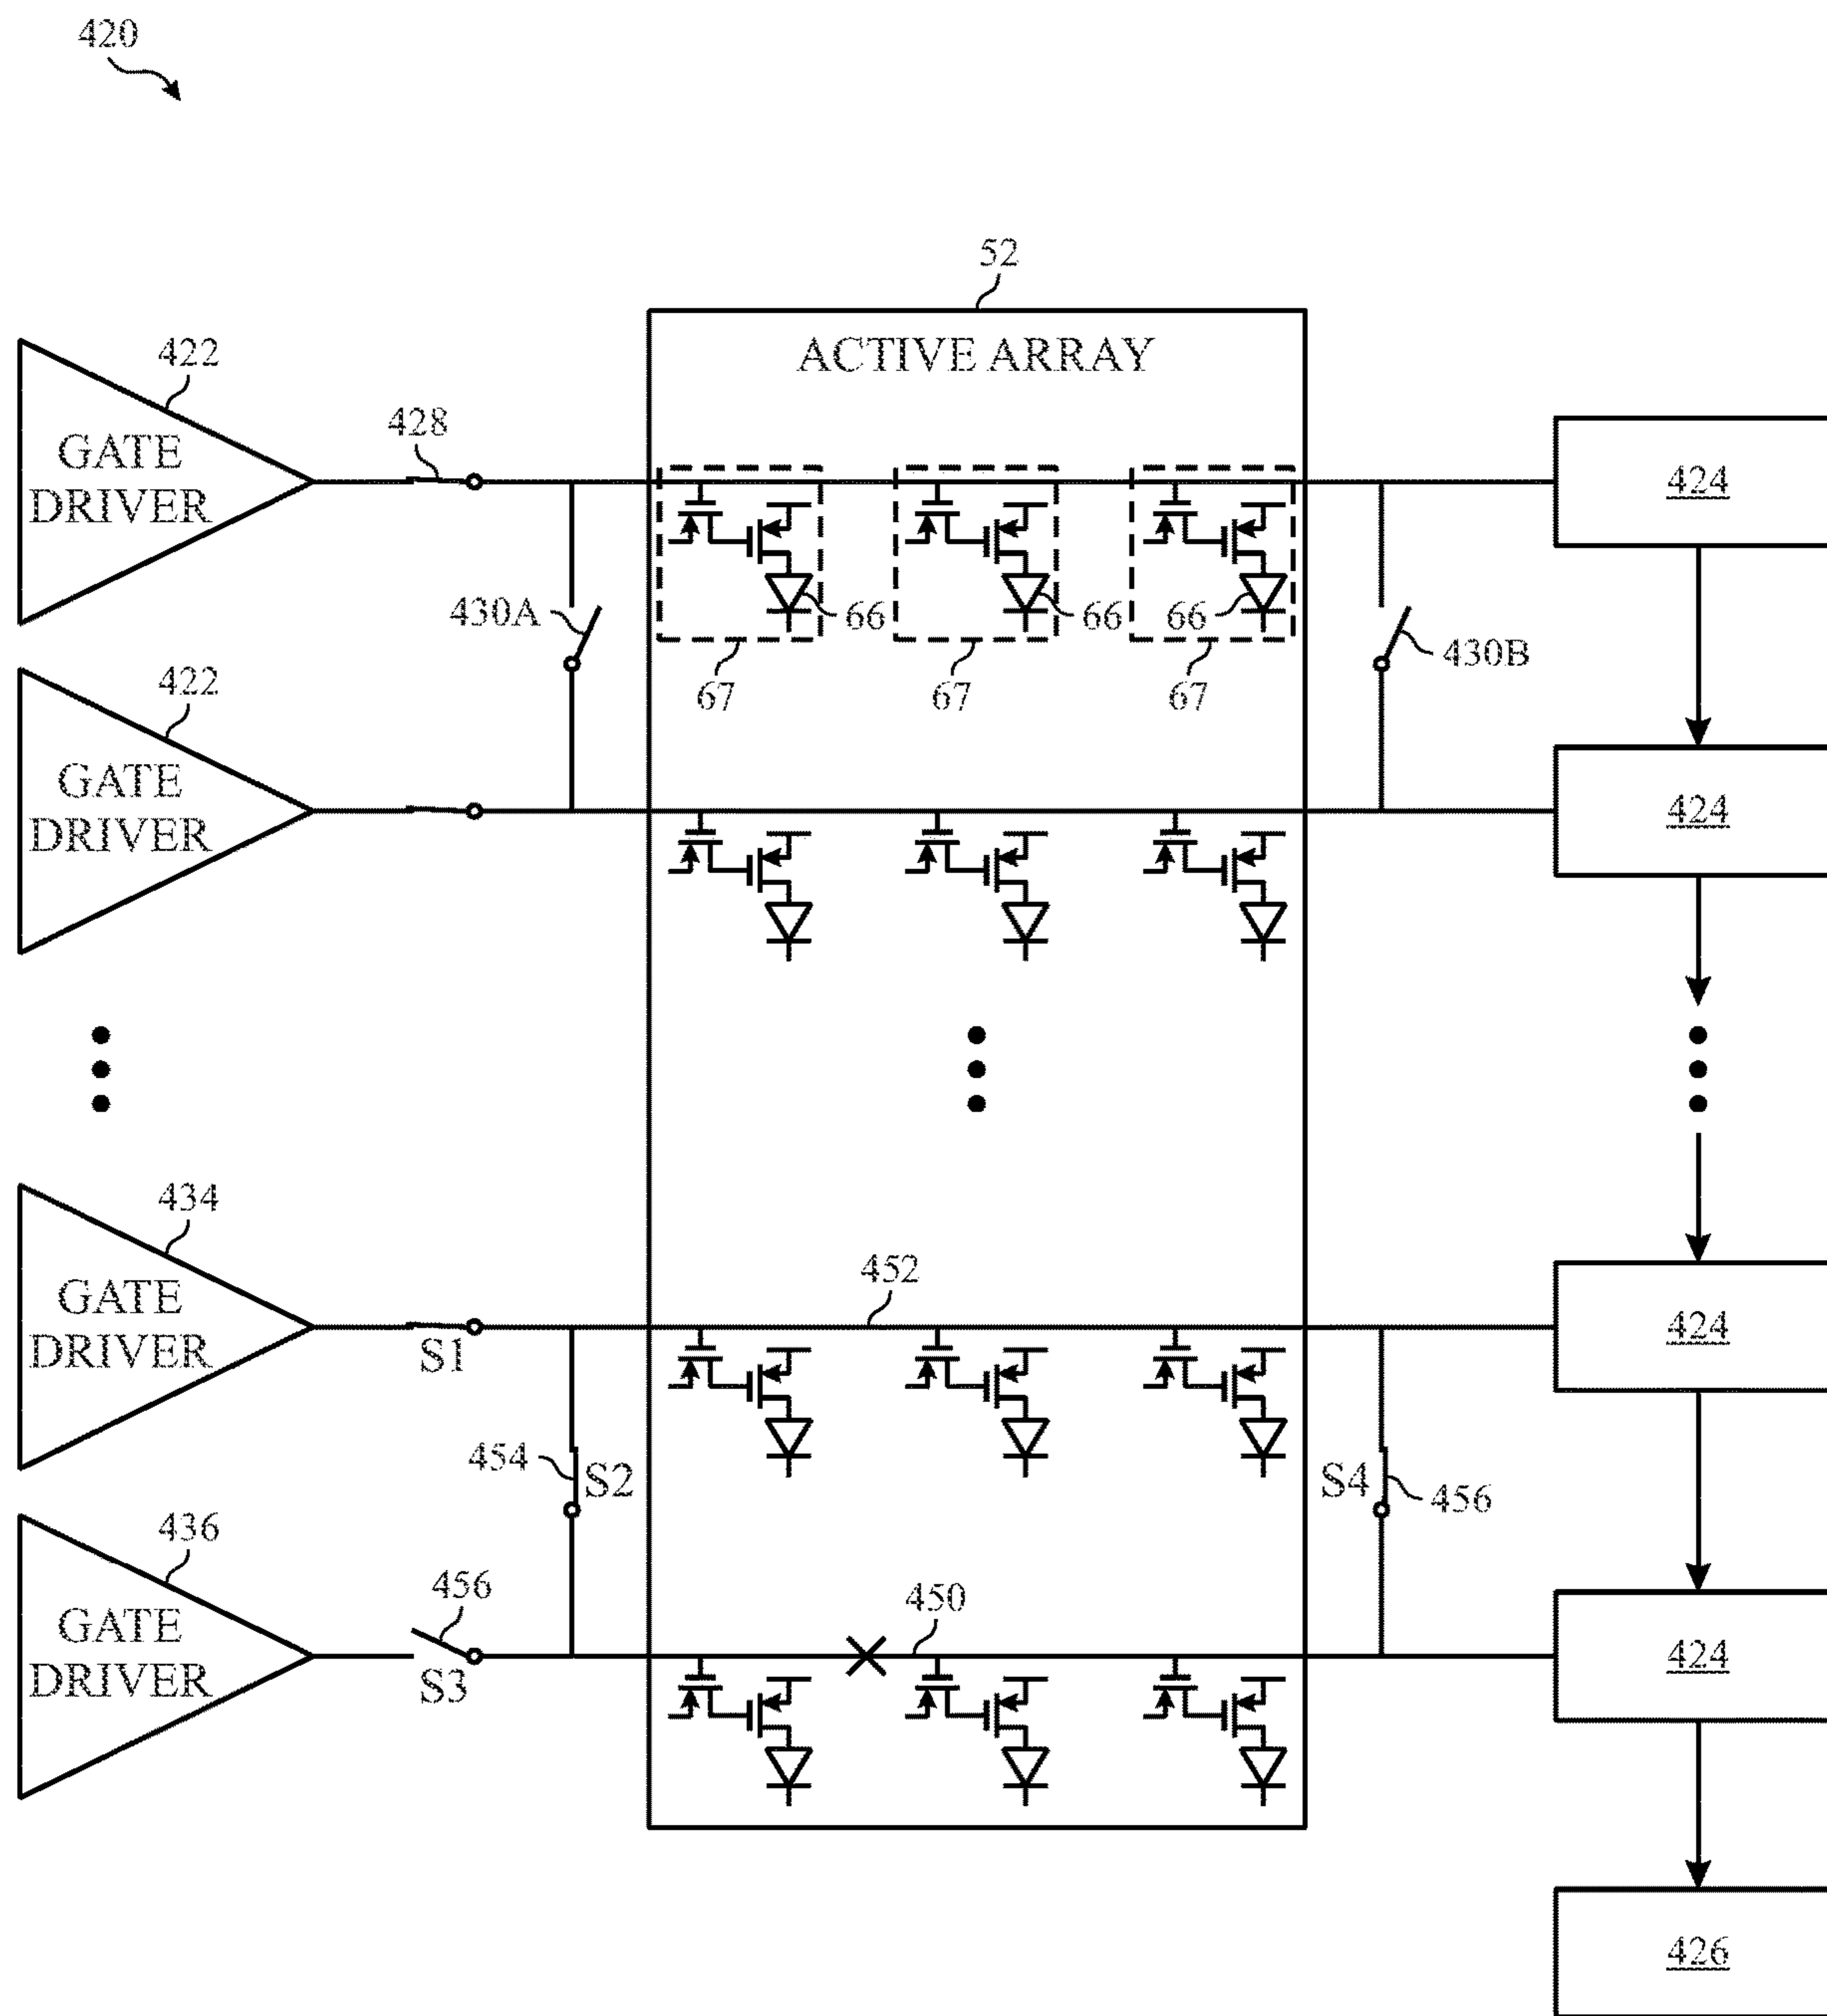 420
52
ACTIVE ARRAY
422
GATE
DRIVER
428
424
430A
66
66
66
430B
67
67
67
422
GATE
DRIVER
424
434
GATE
DRIVER
S1
452
424
454
S2
S4
456
436
GATE
DRIVER
456
S3
450
424
426